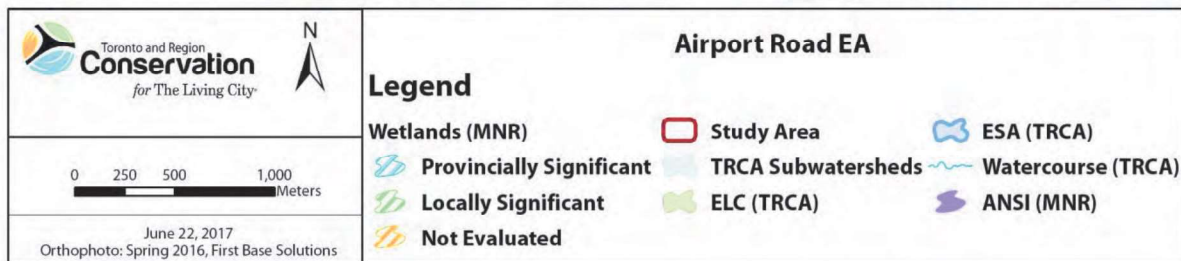 Toronto and Region
Conservation
for The Living City
N
0 250 500 1,000
Meters
June 22, 2017
Orthophoto: Spring 2016, First Base Solutions
Airport Road EA
Legend
Wetlands (MNR)
Provincially Significant
Locally Significant
Not Evaluated
Study Area
TRCA Subwatersheds
ELC (TRCA)
ESA (TRCA)
Watercourse (TRCA)
ANSI (MNR)